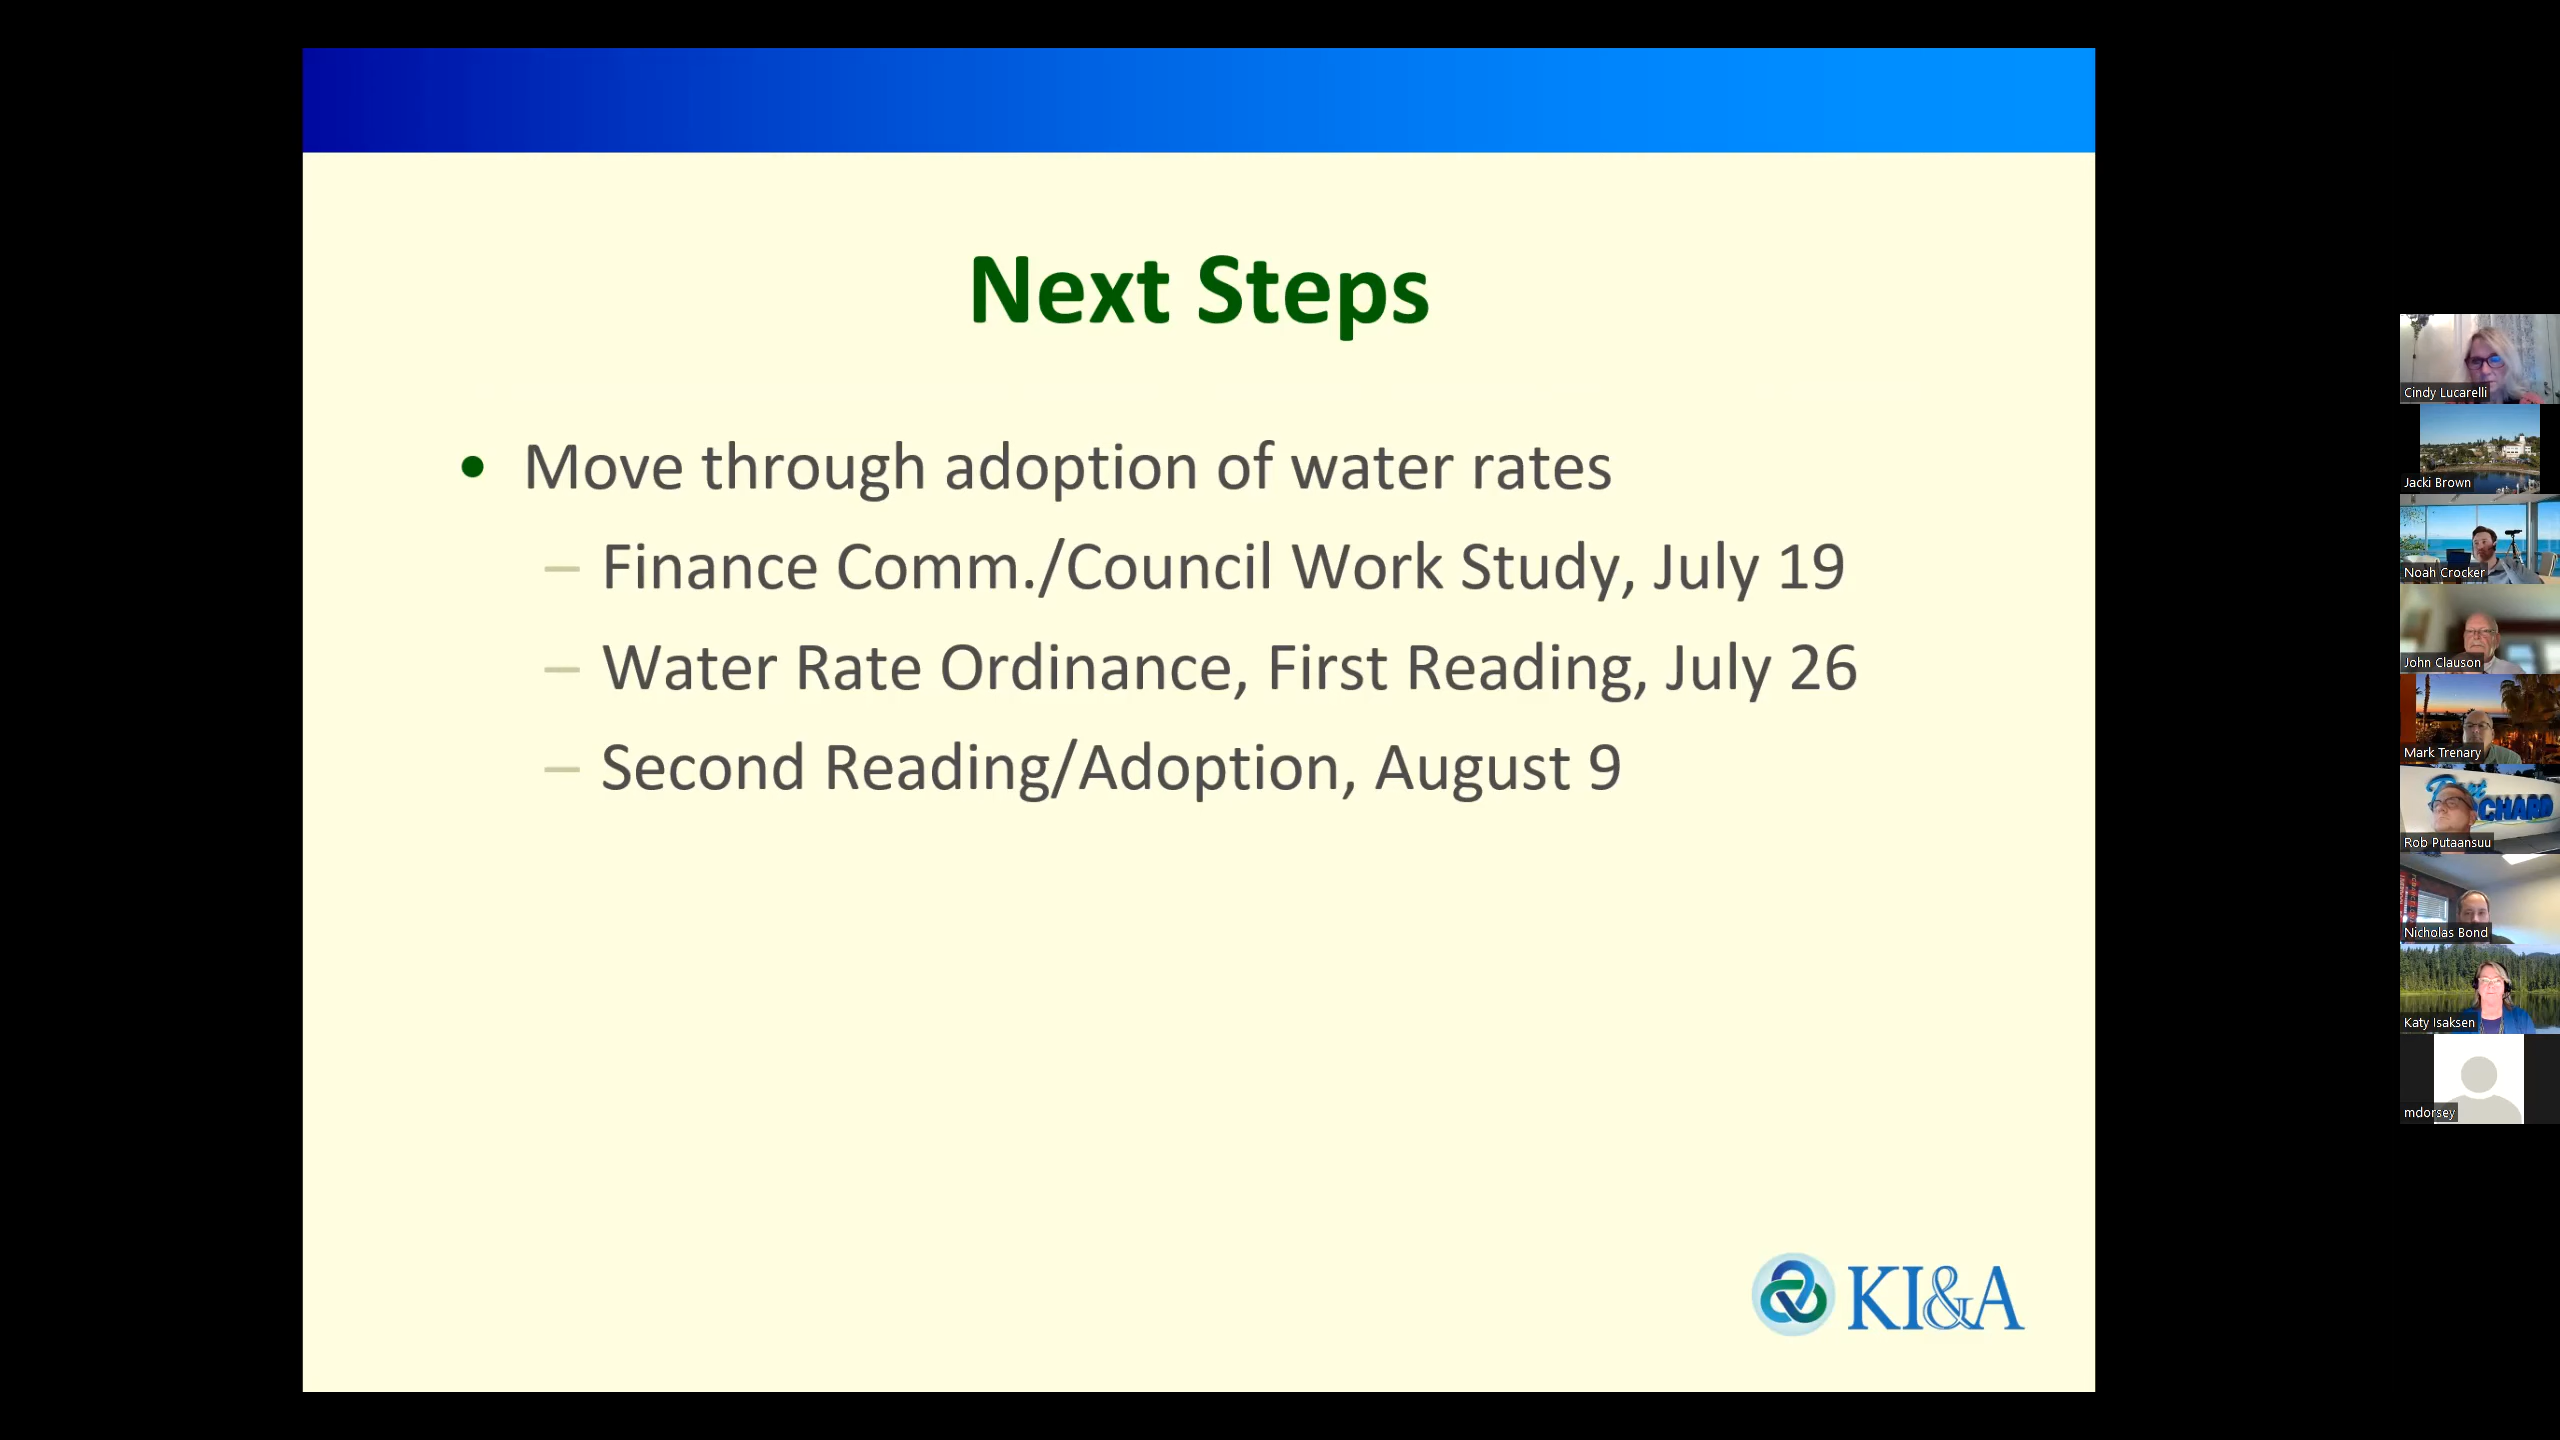 Next Steps
• Move through adoption of water rates
– Finance Comm./Council Work Study, July 19
– Water Rate Ordinance, First Reading, July 26
– Second Reading/Adoption, August 9
KI&A
Cindy Lucarelli
Jacki Brown
Noah Crocker
John Clauson
Mark Trenary
CHARD
Rob Putaansuu
Nicholas Bond
Katy Isaksen
mdorsey